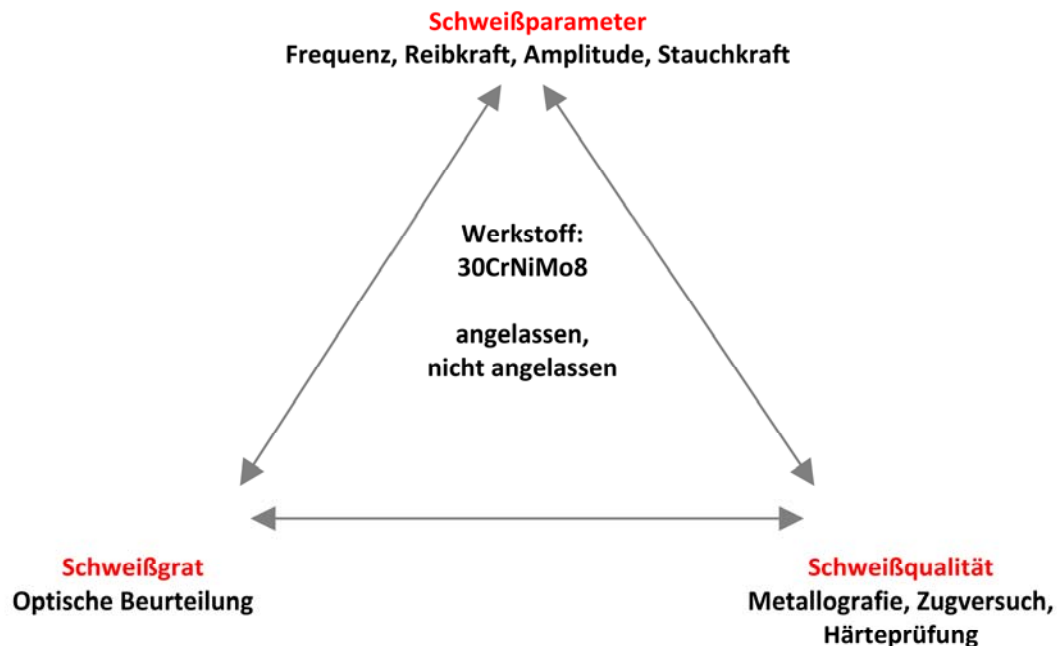 Schweißparameter
Frequenz, Reibkraft, Amplitude, Stauchkraft
Werkstoff:
30CrNiMo8
angelassen,
nicht angelassen
Schweißgrat
Optische Beurteilung
Schweißqualität
Metallografie, Zugversuch,
Härteprüfung